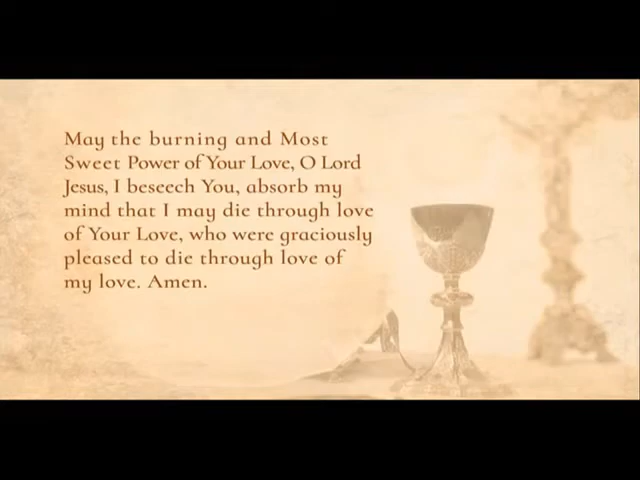 May the burning and Most
Sweet Power of Your Love, O Lord
Jesus, I beseech You, absorb my
mind that I may die through love
of Your Love, who were graciously
pleased to die through love of
my love. Amen.